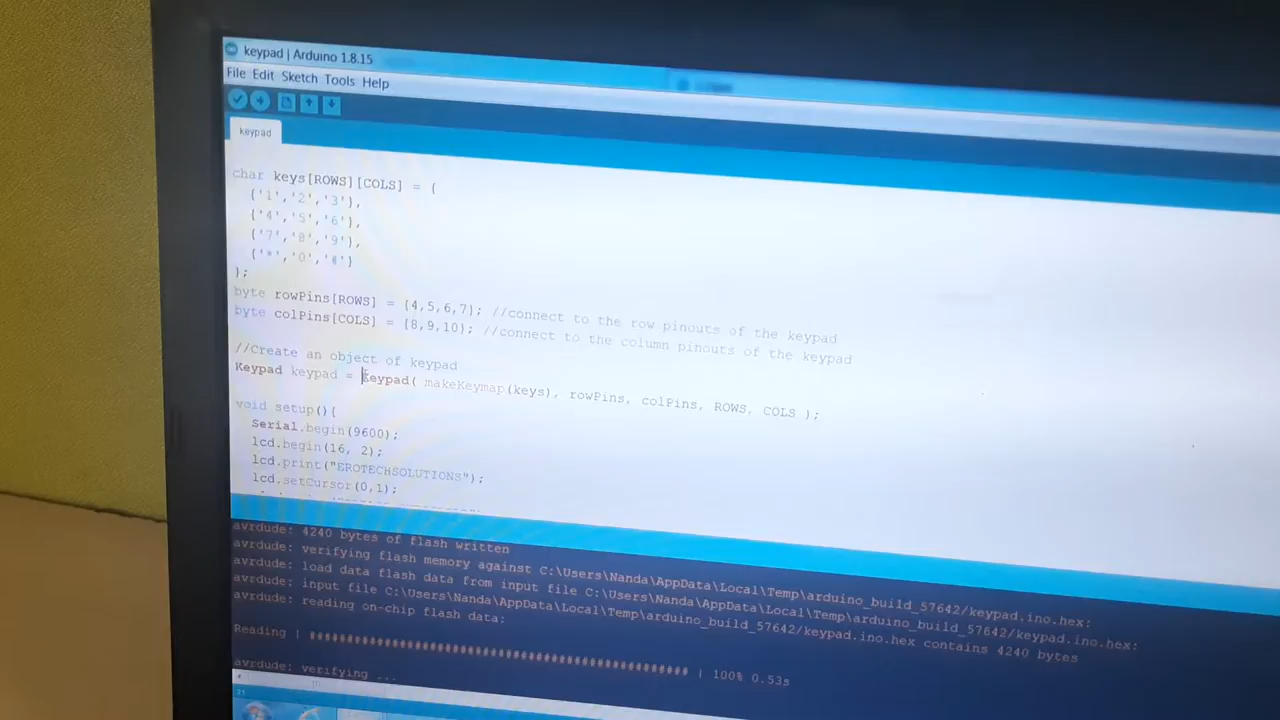 keypad | Arduino 1.8.15
File Edit Sketch Tools Help
keypad
char keys[ROWS][COLS] = {
{'1','2','3'},
{'4','5','6'},
{'7','8','9'},
{'*','0','#'}
};
byte rowPins[ROWS] = {4,5,6,7}; //connect to the row pinouts of the keypad
byte colPins[COLS] = {8,9,10}; //connect to the column pinouts of the keypad
//Create an object of keypad
Keypad keypad = Keypad( makeKeymap(keys), rowPins, colPins, ROWS, COLS );
void setup(){
Serial.begin(9600);
lcd.begin(16, 2);
lcd.print("EROTECHSOLUTIONS");
lcd.setCursor(0,1);
avrdude: 4240 bytes of flash written
avrdude: verifying flash memory against C:\Users\Nanda\AppData\Local\Temp\arduino_build_57642/keypad.ino.hex:
avrdude: load data flash data from input file C:\Users\Nanda\AppData\Local\Temp\arduino_build_57642/keypad.ino.hex:
avrdude: input file C:\Users\Nanda\AppData\Local\Temp\arduino_build_57642/keypad.ino.hex contains 4240 bytes
avrdude: reading on-chip flash data:
Reading | ################################################## | 100% 0.53s
avrdude: verifying ...
21